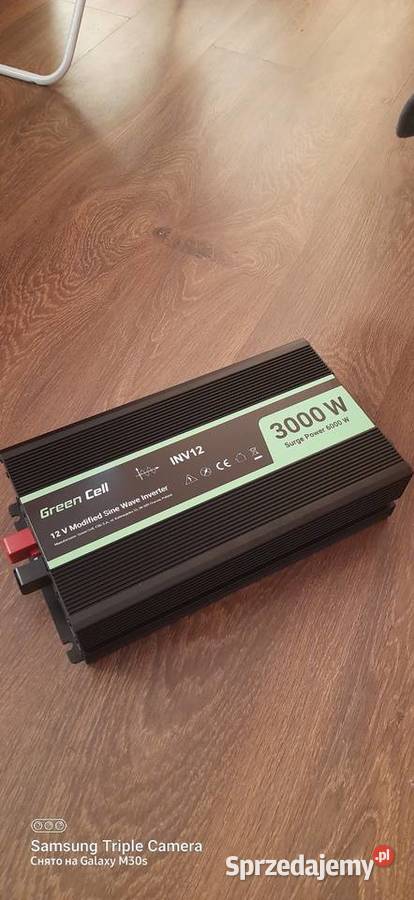 3000 W
Surge Power 6000 W
INV12
CE
Green Cell
12 V Modified Sine Wave Inverter
Samsung Triple Camera
Снято на Galaxy M30s
Sprzedajemy.pl